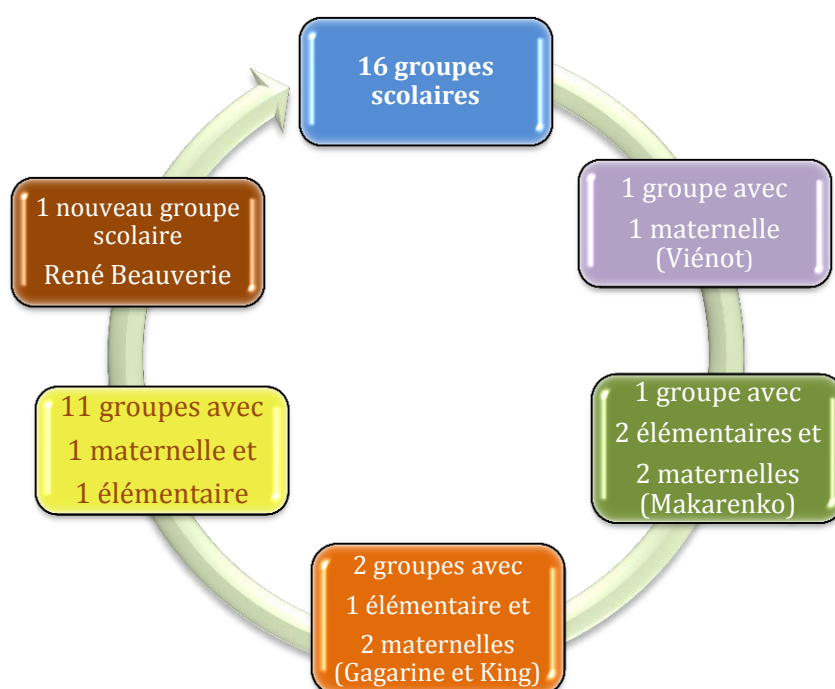 16 groupes
scolaires
1 groupe avec
1 maternelle
(Viénot)
1 groupe avec
2 élémentaires et
2 maternelles
(Makarenko)
2 groupes avec
1 élémentaire et
2 maternelles
(Gagarine et King)
11 groupes avec
1 maternelle et
1 élémentaire
1 nouveau groupe
scolaire
René Beauverie